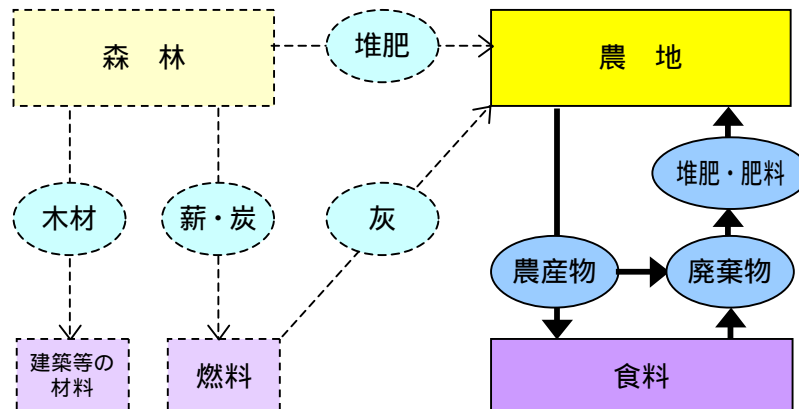 森　林
堆肥
農　地
堆肥・肥料
木材
薪・炭
灰
農産物
廃棄物
建築等の
材料
燃料
食料